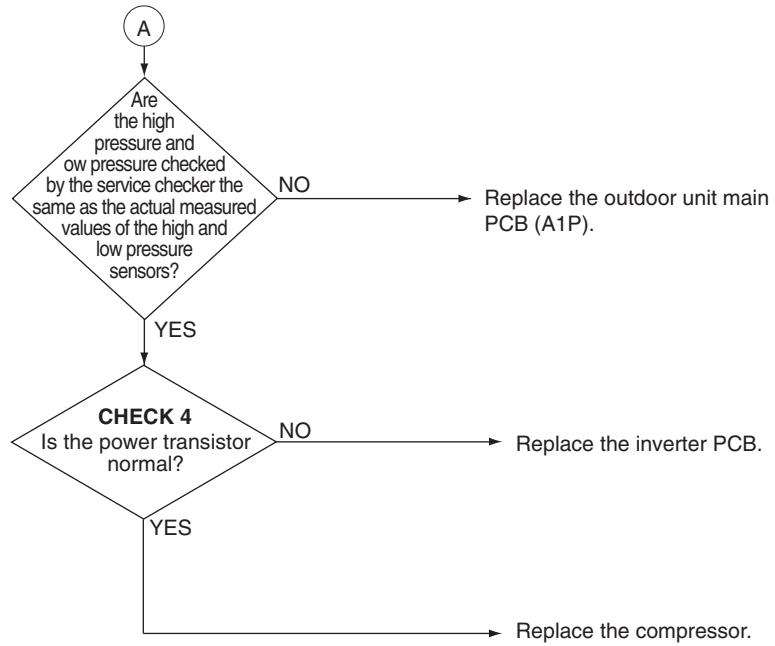 A
Are
the high
pressure and
ow pressure checked
by the service checker the
same as the actual measured
values of the high and
low pressure
sensors?
NO
Replace the outdoor unit main
PCB (A1P).
YES
CHECK 4
Is the power transistor
normal?
NO
Replace the inverter PCB.
YES
Replace the compressor.